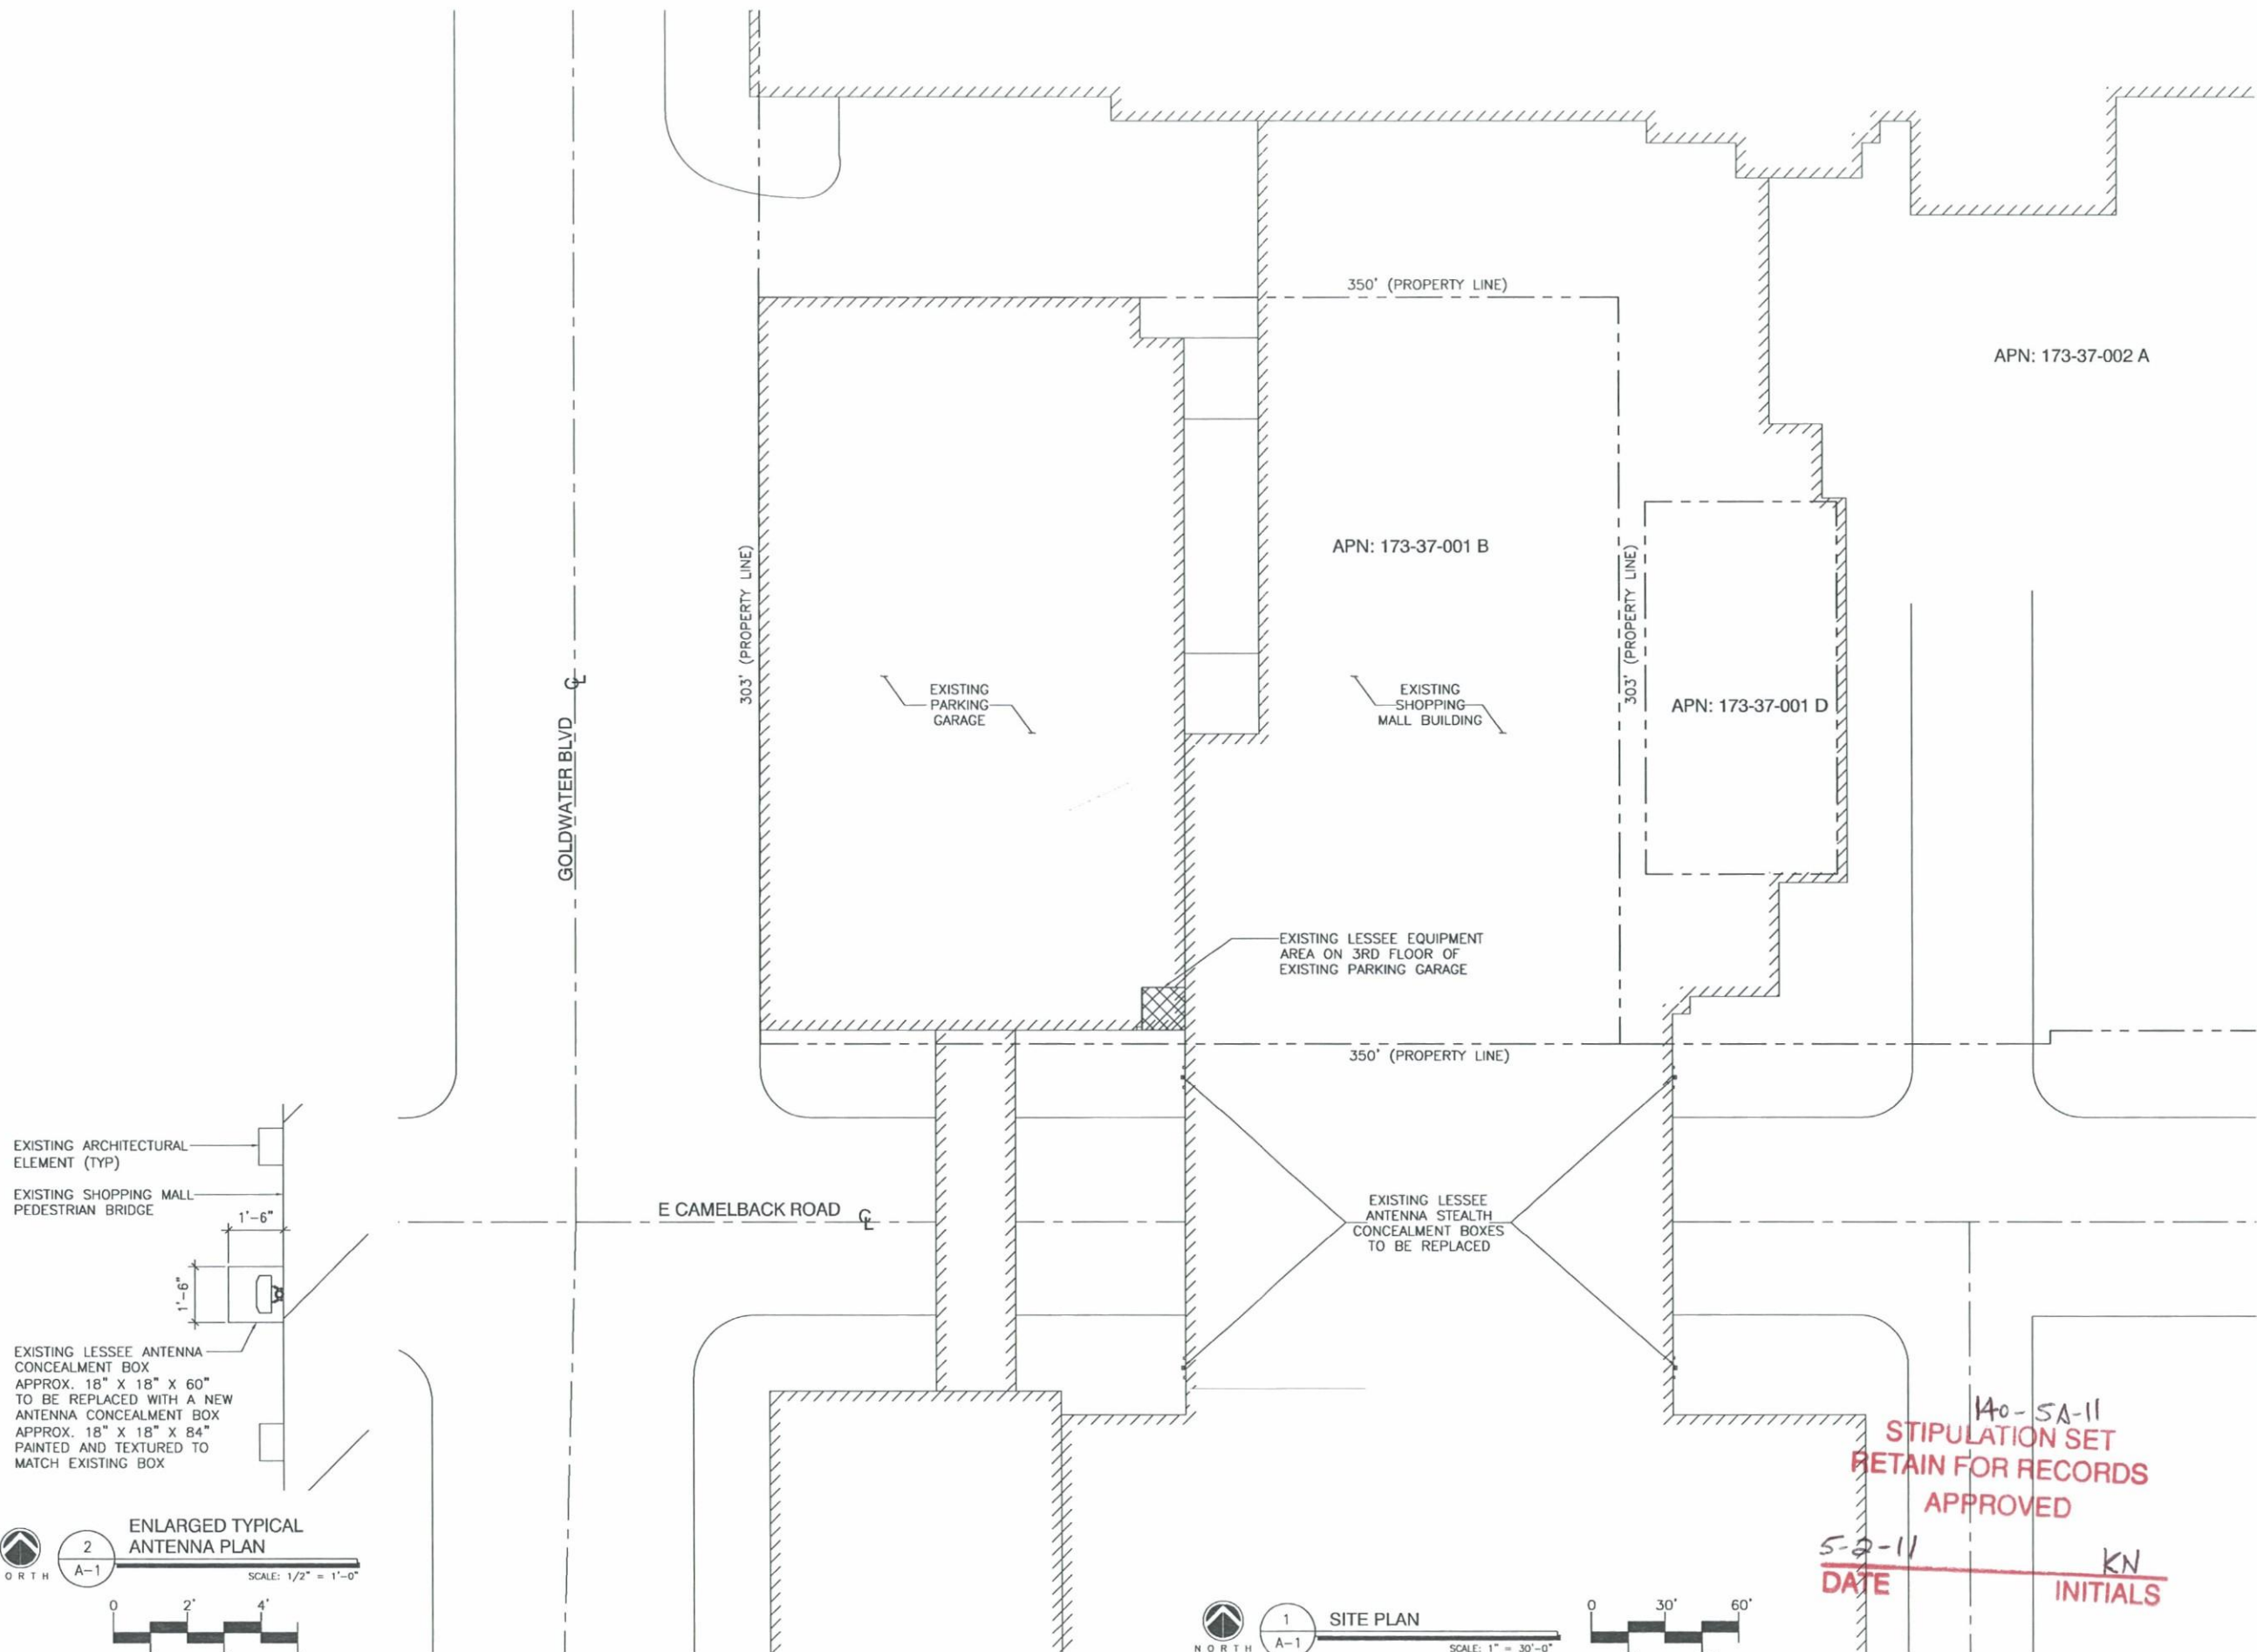 350' (PROPERTY LINE)
APN: 173-37-002 A
APN: 173-37-001 B
303' (PROPERTY LINE)
303' (PROPERTY LINE)
EXISTING
PARKING
GARAGE
EXISTING
SHOPPING
MALL BUILDING
APN: 173-37-001 D
CL
GOLDWATER BLVD
EXISTING LESSEE EQUIPMENT
AREA ON 3RD FLOOR OF
EXISTING PARKING GARAGE
350' (PROPERTY LINE)
EXISTING ARCHITECTURAL
ELEMENT (TYP)
EXISTING SHOPPING MALL
PEDESTRIAN BRIDGE
1'-6"
1'-6"
E CAMELBACK ROAD CL
EXISTING LESSEE
ANTENNA STEALTH
CONCEALMENT BOXES
TO BE REPLACED
EXISTING LESSEE ANTENNA
CONCEALMENT BOX
APPROX. 18" X 18" X 60"
TO BE REPLACED WITH A NEW
ANTENNA CONCEALMENT BOX
APPROX. 18" X 18" X 84"
PAINTED AND TEXTURED TO
MATCH EXISTING BOX
140-SA-11
STIPULATION SET
RETAIN FOR RECORDS
APPROVED
5-2-11 KN
DATE INITIALS
ORTH
2
A-1
ENLARGED TYPICAL
ANTENNA PLAN
SCALE: 1/2" = 1'-0"
0 2' 4'
NORTH
1
A-1
SITE PLAN
SCALE: 1" = 30'-0"
0 30' 60'